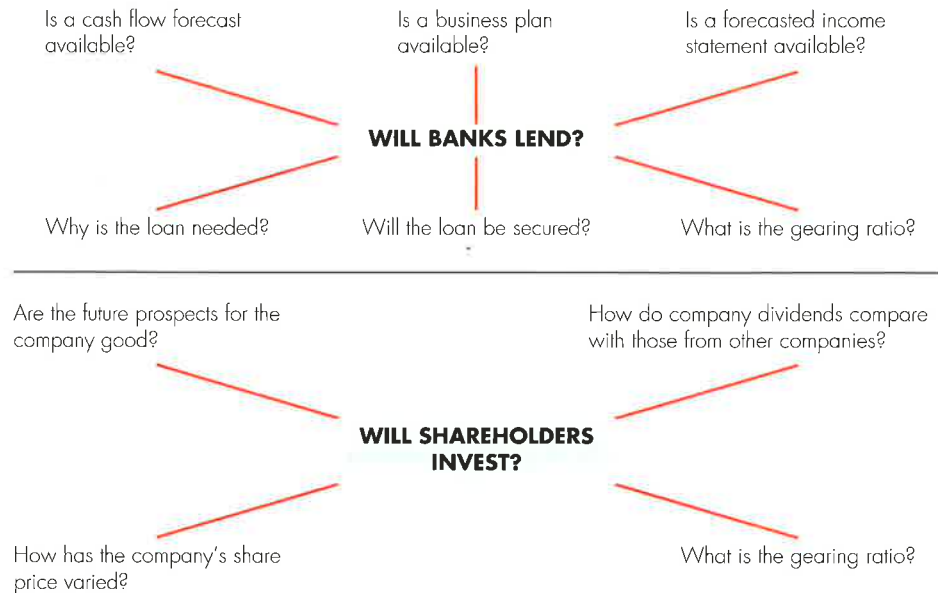 Is a cash flow forecast
available?
Is a business plan
available?
Is a forecasted income
statement available?
WILL BANKS LEND?
Why is the loan needed?
Will the loan be secured?
What is the gearing ratio?
Are the future prospects for the
company good?
How do company dividends compare
with those from other companies?
WILL SHAREHOLDERS
INVEST?
How has the company's share
price varied?
What is the gearing ratio?